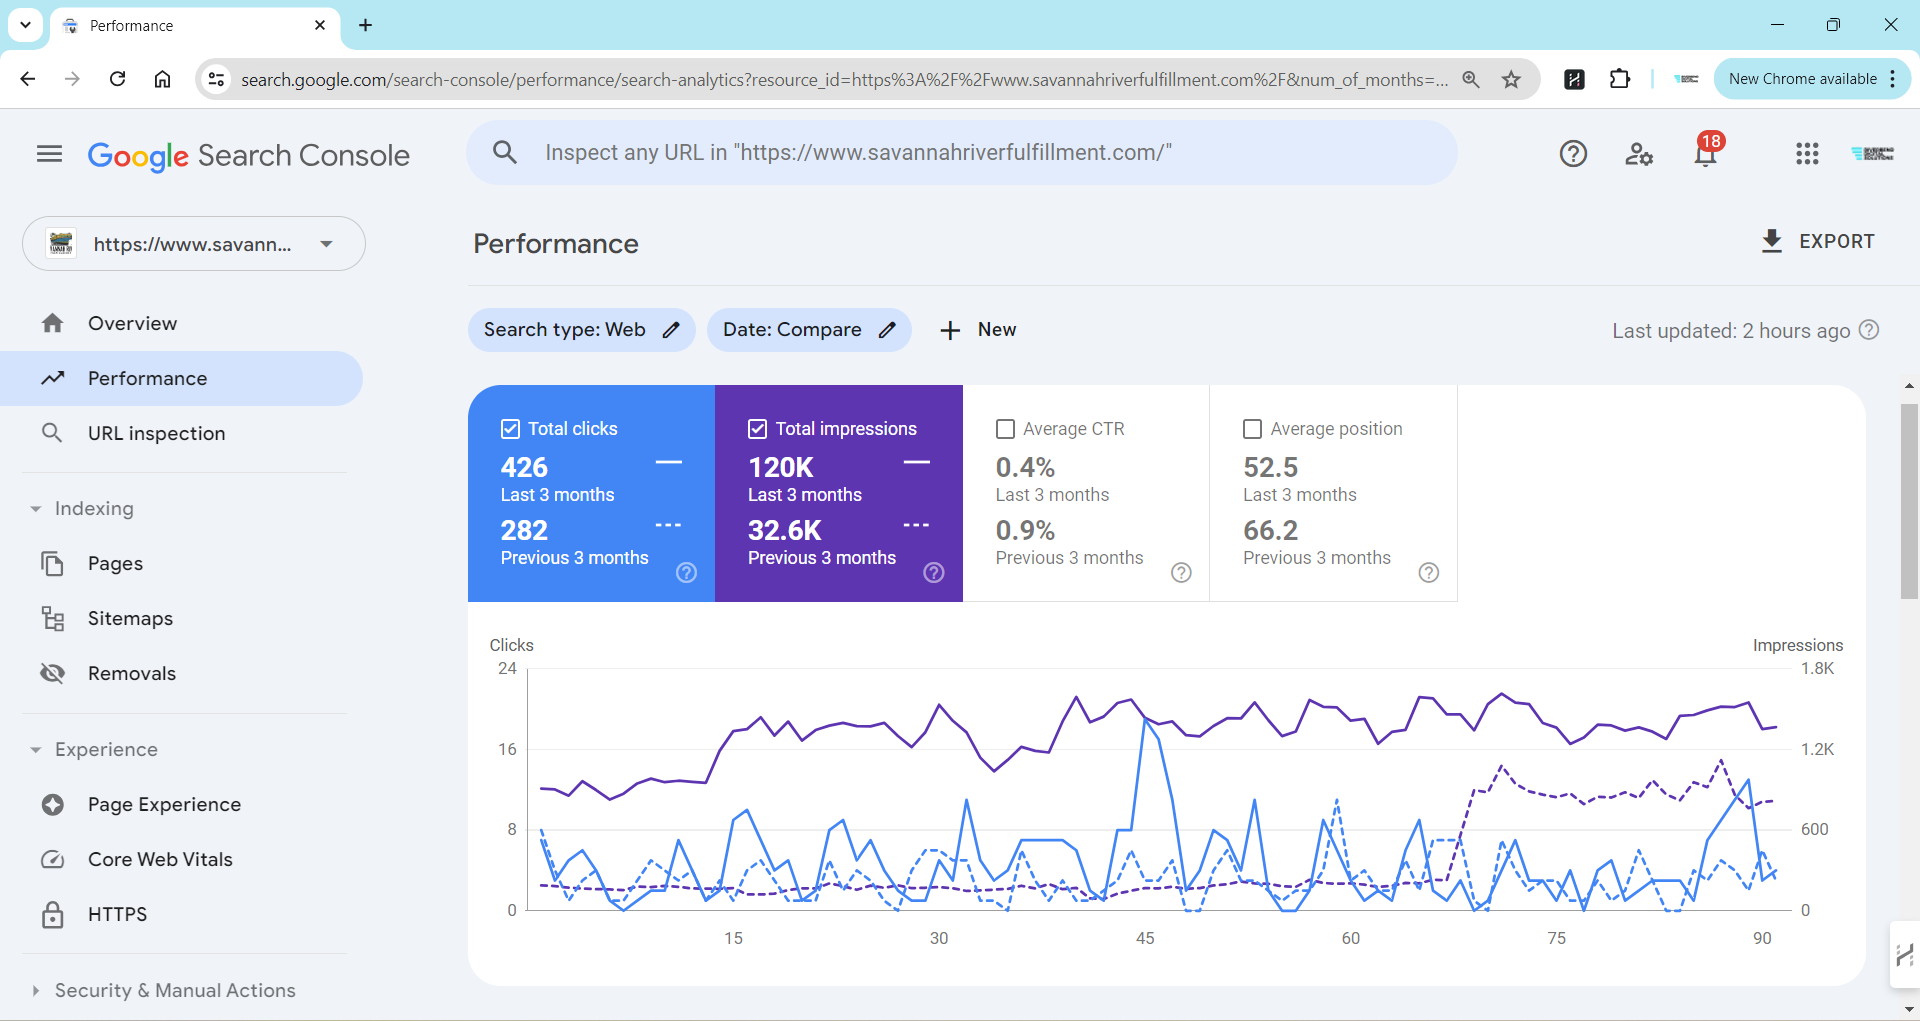 Performance
search.google.com/search-console/performance/search-analytics?resource_id=https%3A%2F%2Fwww.savannahriverfulfillment.com%2F&num_of_months=...
New Chrome available
Google Search Console
Inspect any URL in "https://www.savannahriverfulfillment.com/"
18
https://www.savann...
Performance
EXPORT
Overview
Performance
URL inspection
Indexing
Pages
Sitemaps
Removals
Experience
Page Experience
Core Web Vitals
HTTPS
Security & Manual Actions
Search type: Web
Date: Compare
New
Last updated: 2 hours ago
Total clicks
426
Last 3 months
282
Previous 3 months
Total impressions
120K
Last 3 months
32.6K
Previous 3 months
Average CTR
0.4%
Last 3 months
0.9%
Previous 3 months
Average position
52.5
Last 3 months
66.2
Previous 3 months
Clicks
Impressions
24
1.8K
16
1.2K
8
600
0
0
15
30
45
60
75
90